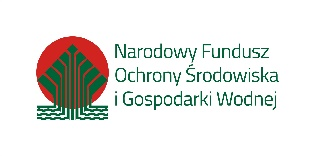 Narodowy Fundusz
Ochrony Środowiska
i Gospodarki Wodnej